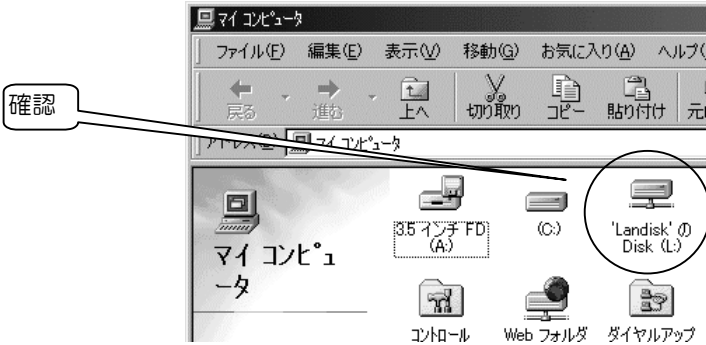 マイ コンピュータ
ファイル(F) 編集(E) 表示(V) 移動(G) お気に入り(A) ヘルプ(
戻る 進む 上へ 切り取り コピー 貼り付け 元
確認
アドレス(D) マイ コンピュータ
3.5 インチ FD
(A:)
(C:)
'Landisk' の
Disk (L:)
マイ コンピュ
ータ
コントロール
Web フォルダ
ダイヤルアップ